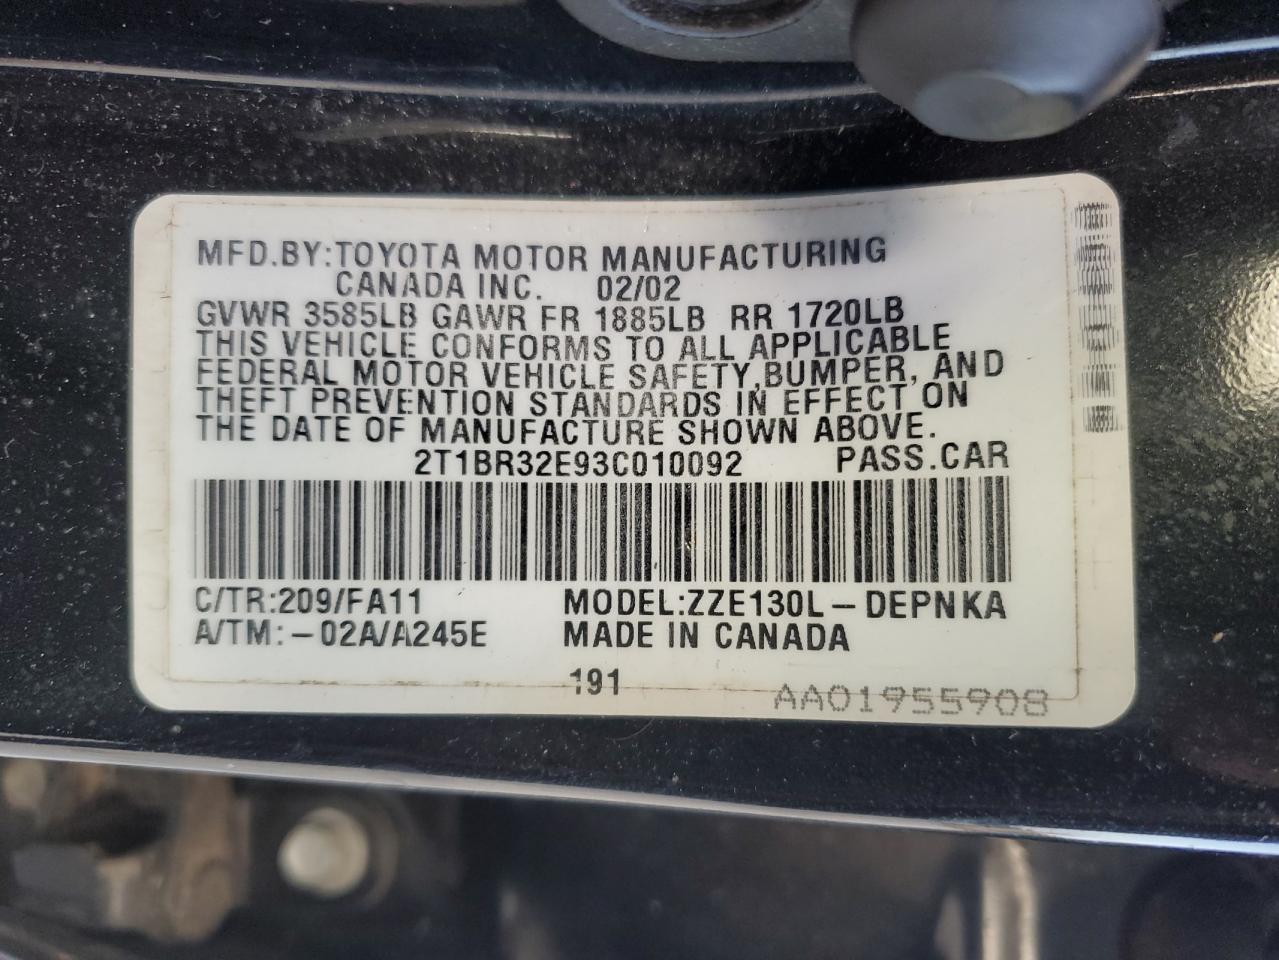 MFD.BY:TOYOTA MOTOR MANUFACTURING
CANADA INC. 02/02
GVWR 3585LB GAWR FR 1885LB RR 1720LB
THIS VEHICLE CONFORMS TO ALL APPLICABLE
FEDERAL MOTOR VEHICLE SAFETY,BUMPER, AND
THEFT PREVENTION STANDARDS IN EFFECT ON
THE DATE OF MANUFACTURE SHOWN ABOVE.
2T1BR32E93C010092 PASS.CAR
C/TR:209/FA11 MODEL:ZZE130L-DEPNKA
A/TM:-02A/A245E MADE IN CANADA
191
AA01955908